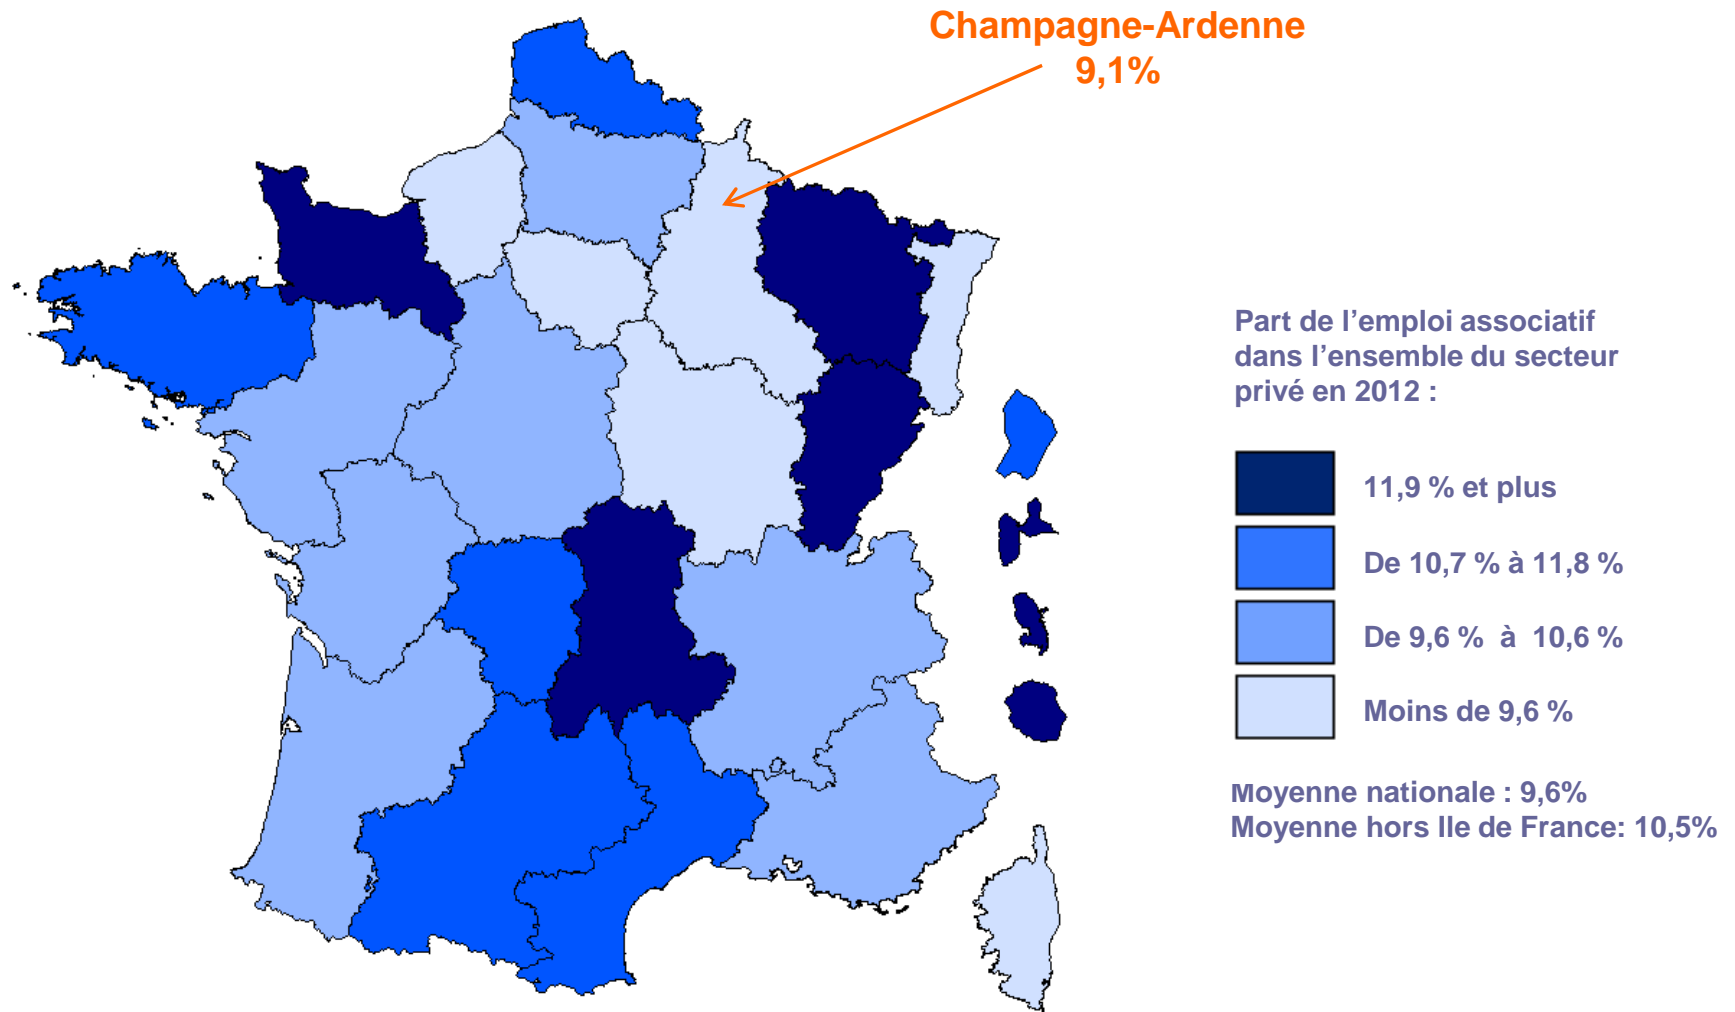 Champagne-Ardenne
9,1%
Part de l’emploi associatif
dans l’ensemble du secteur
privé en 2012 :
11,9 % et plus
De 10,7 % à 11,8 %
De 9,6 % à 10,6 %
Moins de 9,6 %
Moyenne nationale : 9,6%
Moyenne hors Ile de France: 10,5%